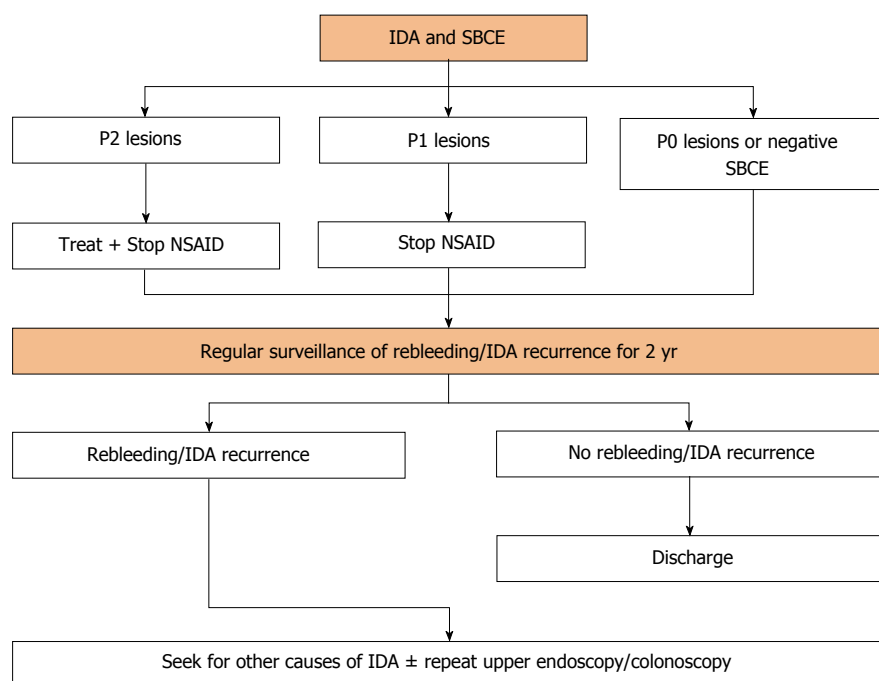 IDA and SBCE
P2 lesions
P1 lesions
P0 lesions or negative
SBCE
Treat + Stop NSAID
Stop NSAID
Regular surveillance of rebleeding/IDA recurrence for 2 yr
Rebleeding/IDA recurrence
No rebleeding/IDA recurrence
Discharge
Seek for other causes of IDA ± repeat upper endoscopy/colonoscopy